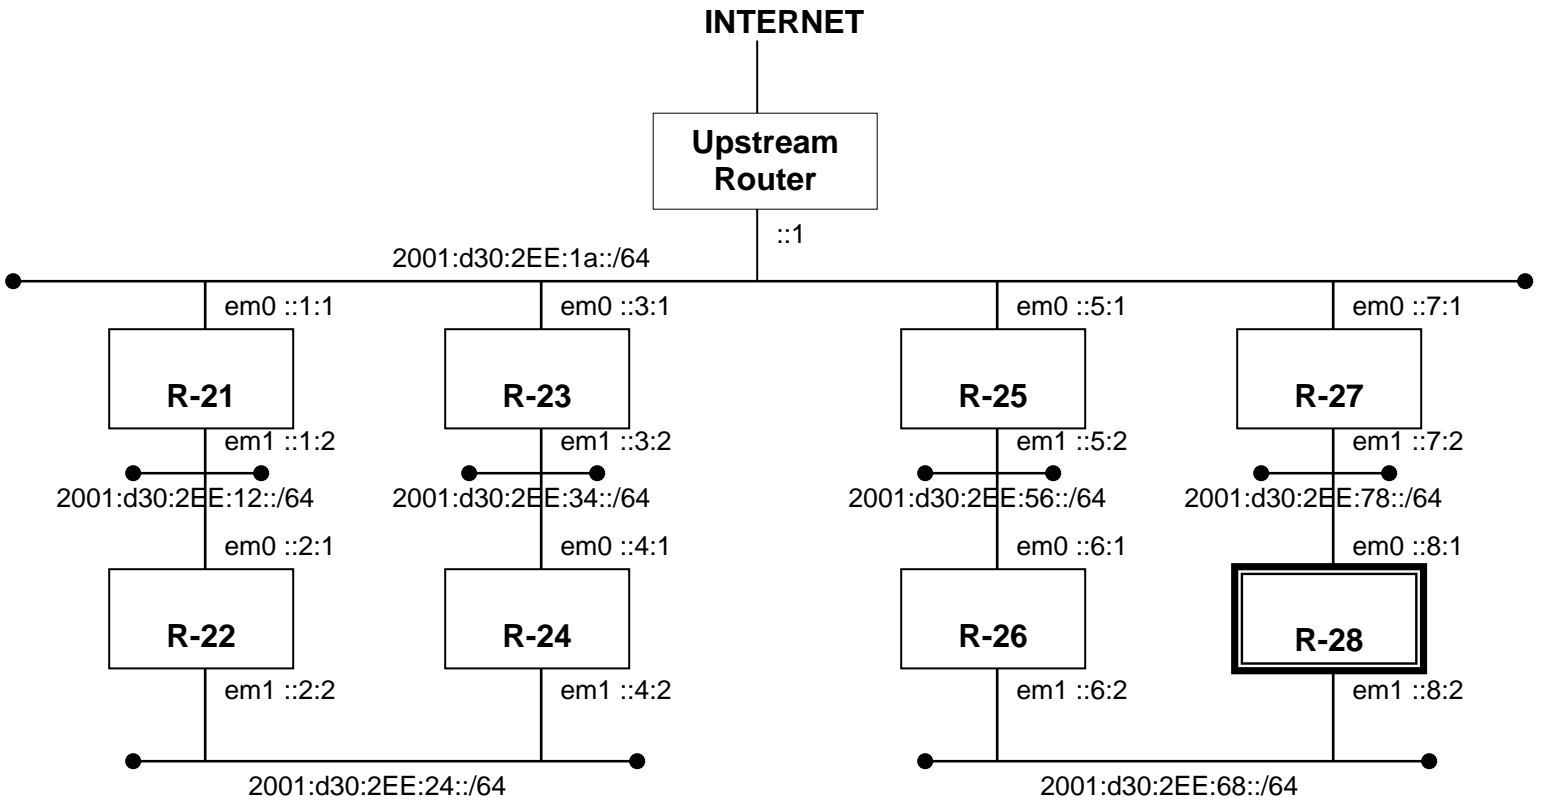 INTERNET
Upstream
Router
::1
2001:d30:2EE:1a::/64
em0 ::1:1
em0 ::3:1
em0 ::5:1
em0 ::7:1
R-21
R-23
R-25
R-27
em1 ::1:2
em1 ::3:2
em1 ::5:2
em1 ::7:2
2001:d30:2EE:12::/64
2001:d30:2EE:34::/64
2001:d30:2EE:56::/64
2001:d30:2EE:78::/64
em0 ::2:1
em0 ::4:1
em0 ::6:1
em0 ::8:1
R-22
R-24
R-26
R-28
em1 ::2:2
em1 ::4:2
em1 ::6:2
em1 ::8:2
2001:d30:2EE:24::/64
2001:d30:2EE:68::/64